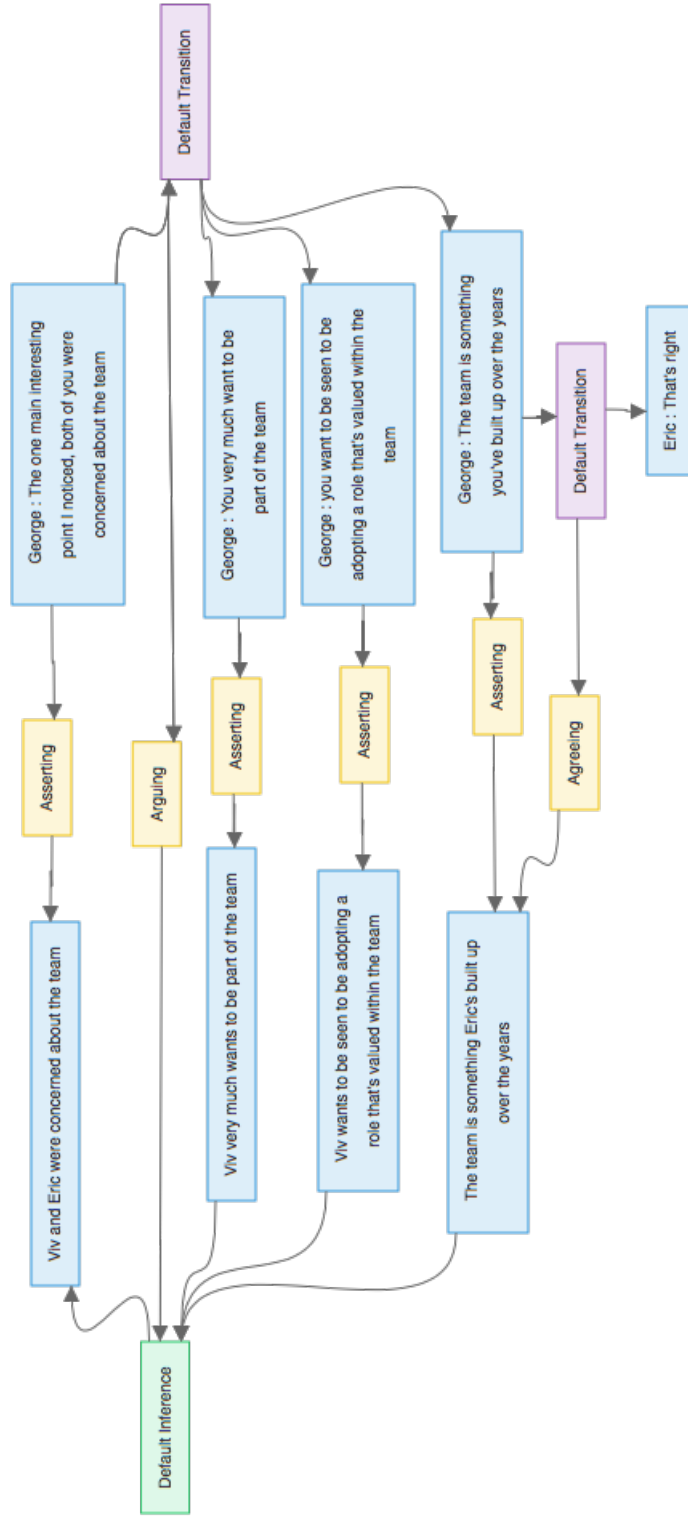 Default Inference
Viv and Eric were concerned about the team
Asserting
George : The one main interesting
point I noticed, both of you were
concerned about the team
Arguing
Default Transition
Viv very much wants to be part of the team
Asserting
George : You very much want to be
part of the team
Viv wants to be seen to be adopting a
role that's valued within the team
Asserting
George : you want to be seen to be
adopting a role that's valued within the
team
The team is something Eric's built up
over the years
Asserting
George : The team is something
you've built up over the years
Agreeing
Default Transition
Eric : That's right